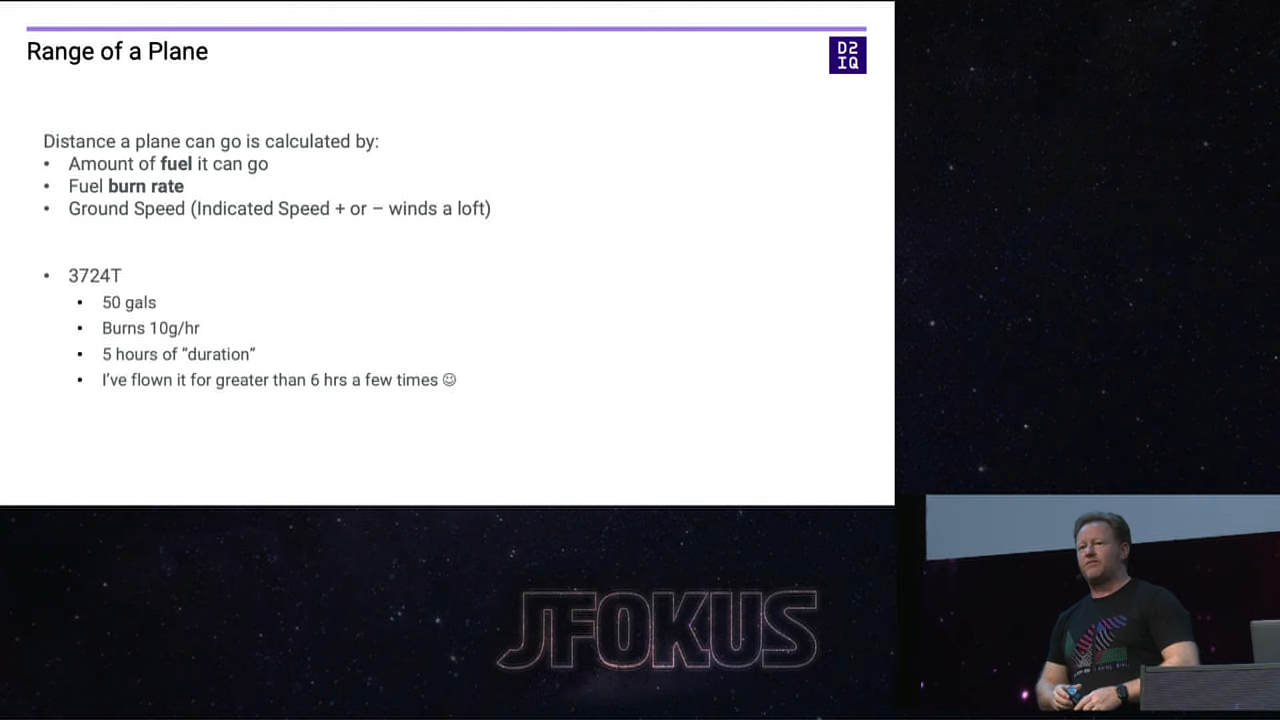 Range of a Plane
D2
IQ
Distance a plane can go is calculated by:
• Amount of fuel it can go
• Fuel burn rate
• Ground Speed (Indicated Speed + or – winds a loft)
• 3724T
• 50 gals
• Burns 10g/hr
• 5 hours of “duration”
• I’ve flown it for greater than 6 hrs a few times ☺
JFOKUS